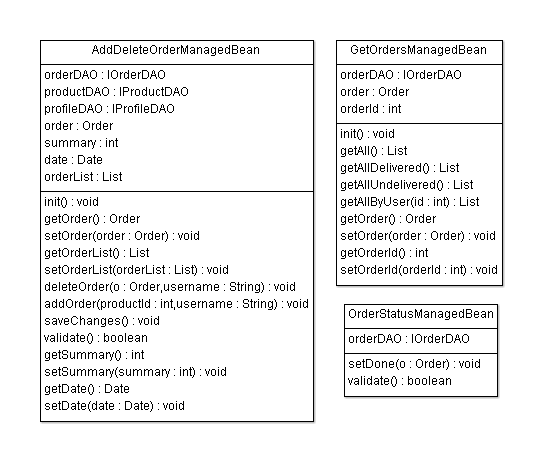 AddDeleteOrderManagedBean
orderDAO : IOrderDAO
productDAO : IProductDAO
profileDAO : IProfileDAO
order : Order
summary : int
date : Date
orderList : List
init() : void
getOrder() : Order
setOrder(order : Order) : void
getOrderList() : List
setOrderList(orderList : List) : void
deleteOrder(o : Order,username : String) : void
addOrder(productId : int,username : String) : void
saveChanges() : void
validate() : boolean
getSummary() : int
setSummary(summary : int) : void
getDate() : Date
setDate(date : Date) : void
GetOrdersManagedBean
orderDAO : IOrderDAO
order : Order
orderId : int
init() : void
getAll() : List
getAllDelivered() : List
getAllUndelivered() : List
getAllByUser(id : int) : List
getOrder() : Order
setOrder(order : Order) : void
getOrderId() : int
setOrderId(orderId : int) : void
OrderStatusManagedBean
orderDAO : IOrderDAO
setDone(o : Order) : void
validate() : boolean